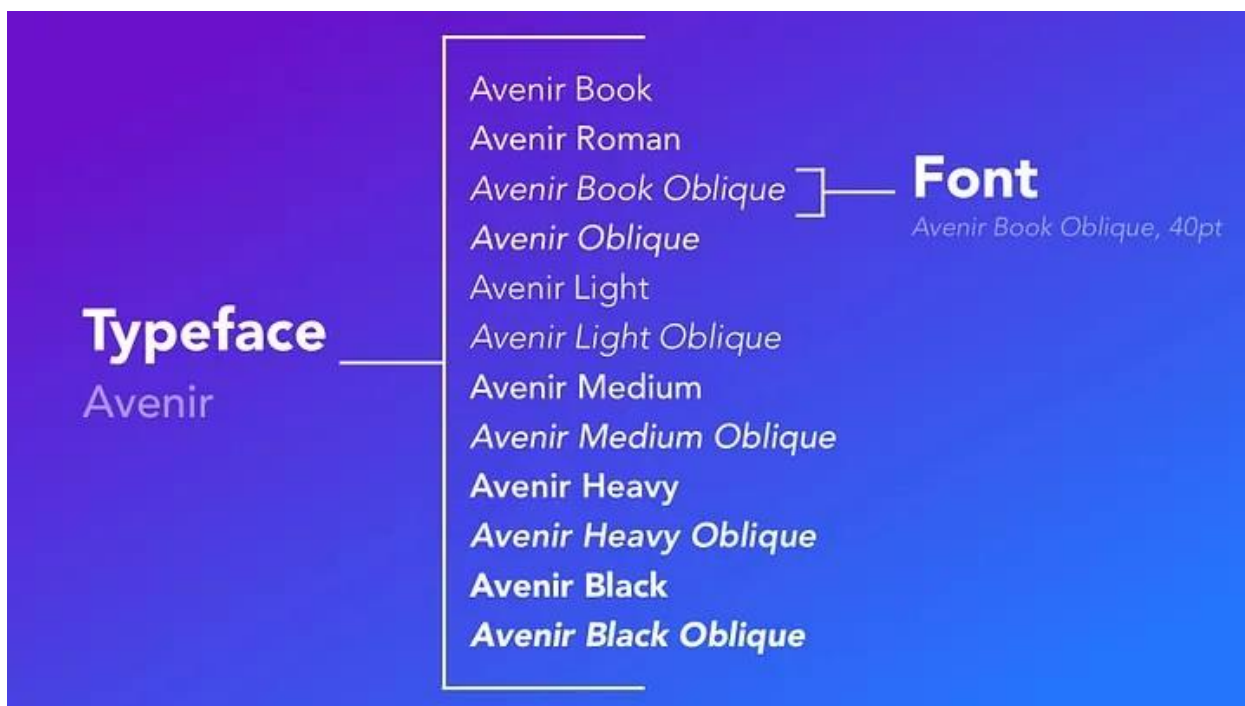 Typeface
Avenir
Avenir Book
Avenir Roman
Avenir Book Oblique
Avenir Oblique
Avenir Light
Avenir Light Oblique
Avenir Medium
Avenir Medium Oblique
Avenir Heavy
Avenir Heavy Oblique
Avenir Black
Avenir Black Oblique
Font
Avenir Book Oblique, 40pt